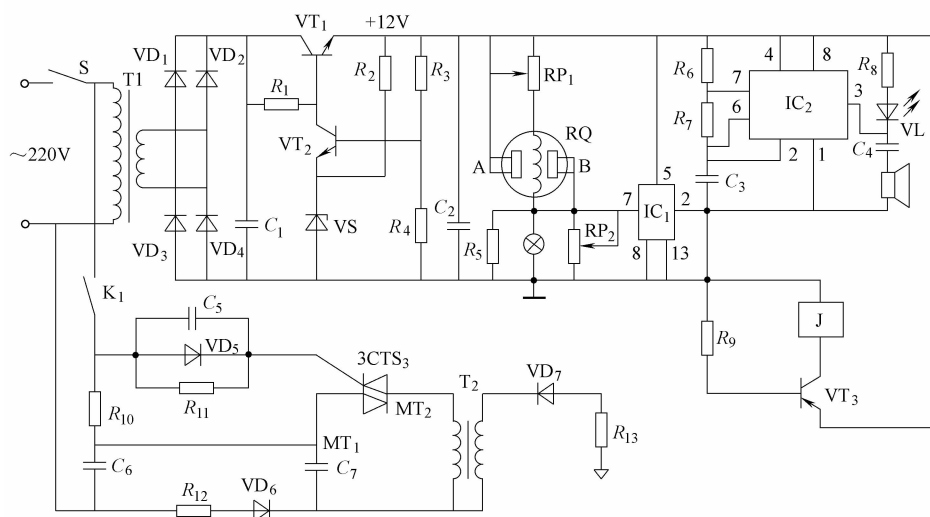 VT₁ +12V
S T1 VD₁ VD₂ R₁ R₂ R₃ RP₁ R₆ 4 8 R₈
7 6 IC₂ 3
R₇ VL
~220V VT₂ RQ A B 5 2 1 C₄
C₃
VD₃ VD₄ C₁ VS R₄ C₂ R₅ RP₂ 7 IC₁ 2
8 13
K₁ C₅ J
VD₅ 3CTS₃ R₉
R₁₁ MT₂ T₂ VD₇ VT₃
R₁₀ MT₁ R₁₃
C₆ C₇
R₁₂ VD₆